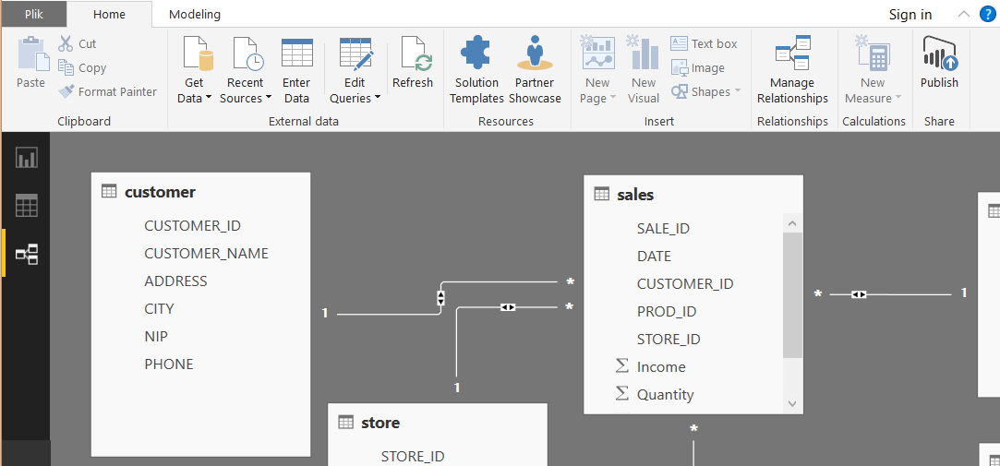 Plik Home Modeling Sign in ?
Cut
Copy
Format Painter
Paste
Clipboard
Get Data
Recent Sources
Enter Data
Edit Queries
Refresh
External data
Solution Templates
Partner Showcase
Resources
New Page
New Visual
Text box
Image
Shapes
Insert
Manage Relationships
Relationships
New Measure
Calculations
Publish
Share
customer
CUSTOMER_ID
CUSTOMER_NAME
ADDRESS
CITY
NIP
PHONE
sales
SALE_ID
DATE
CUSTOMER_ID
PROD_ID
STORE_ID
Σ Income
Σ Quantity
1 *
1 *
* 1
*
store
STORE_ID